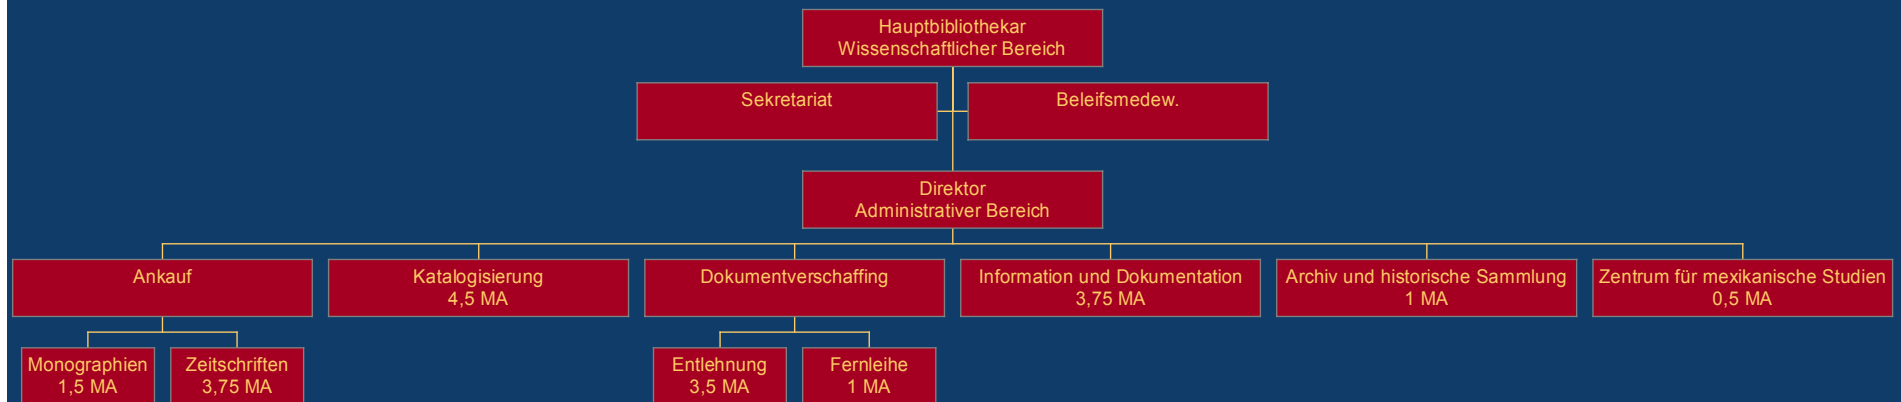 Hauptbibliothekar
Wissenschaftlicher Bereich
Sekretariat
Beleifsmedew.
Direktor
Administrativer Bereich
Ankauf
Katalogisierung
4,5 MA
Dokumentverschaffing
Information und Dokumentation
3,75 MA
Archiv und historische Sammlung
1 MA
Zentrum für mexikanische Studien
0,5 MA
Monographien
1,5 MA
Zeitschriften
3,75 MA
Entlehnung
3,5 MA
Fernleihe
1 MA